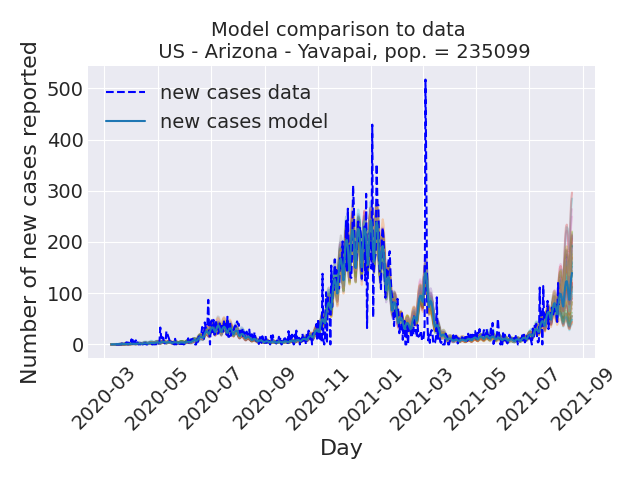 Model comparison to data
US - Arizona - Yavapai, pop. = 235099
Number of new cases reported
500
400
300
200
100
0
new cases data
new cases model
2020-03
2020-05
2020-07
2020-09
2020-11
2021-01
2021-03
2021-05
2021-07
2021-09
Day